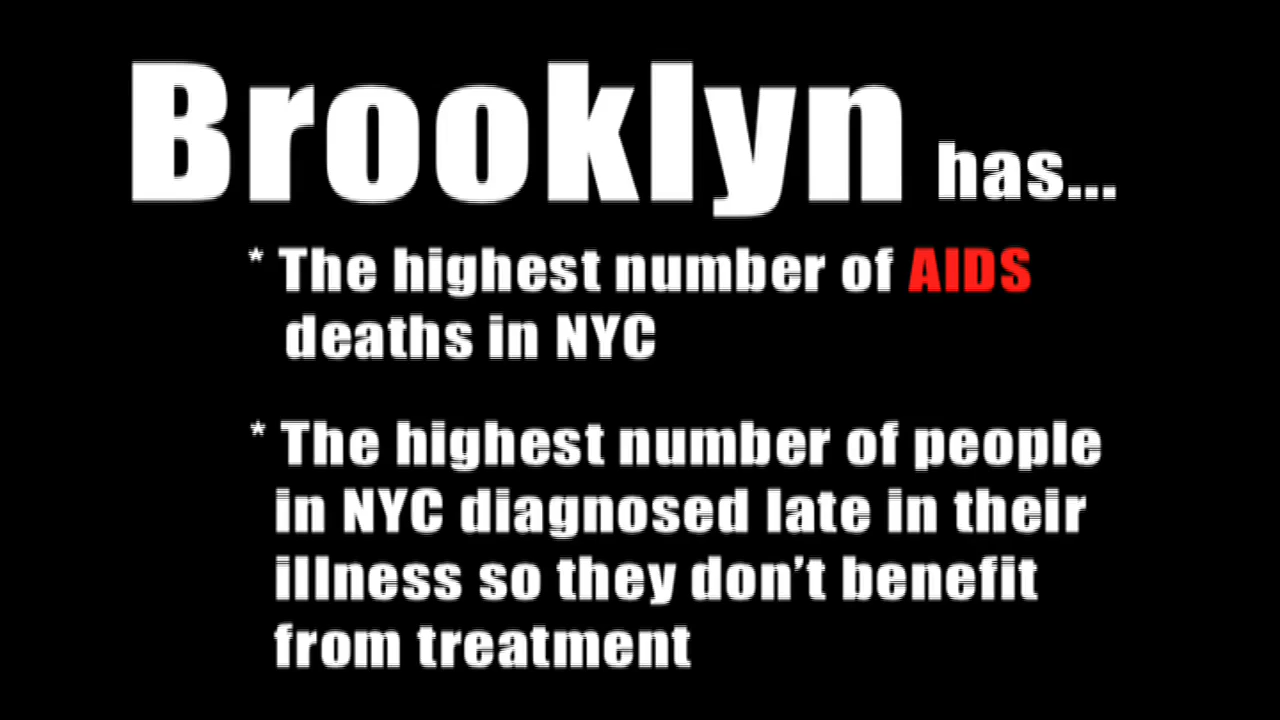 Brooklyn has...
* The highest number of AIDS
deaths in NYC
* The highest number of people
in NYC diagnosed late in their
illness so they don’t benefit
from treatment